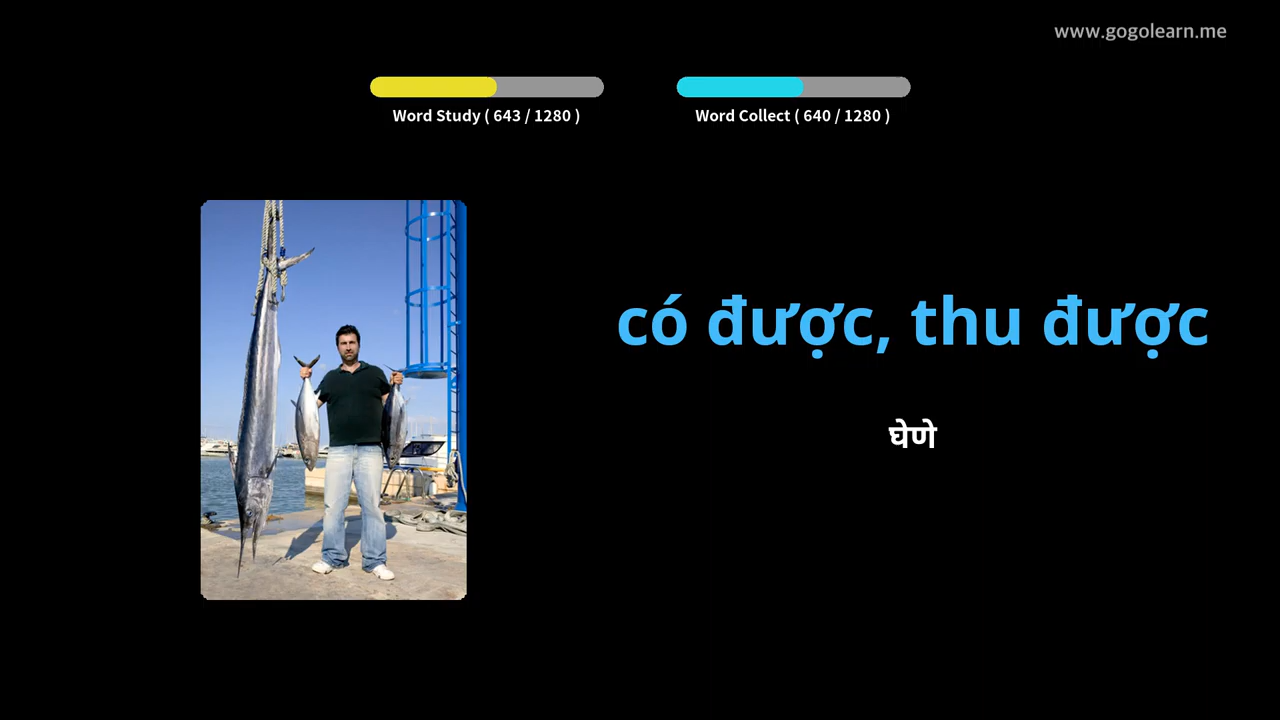 www.gogolearn.me
Word Study ( 643 / 1280 )
Word Collect ( 640 / 1280 )
có được, thu được
घेणे